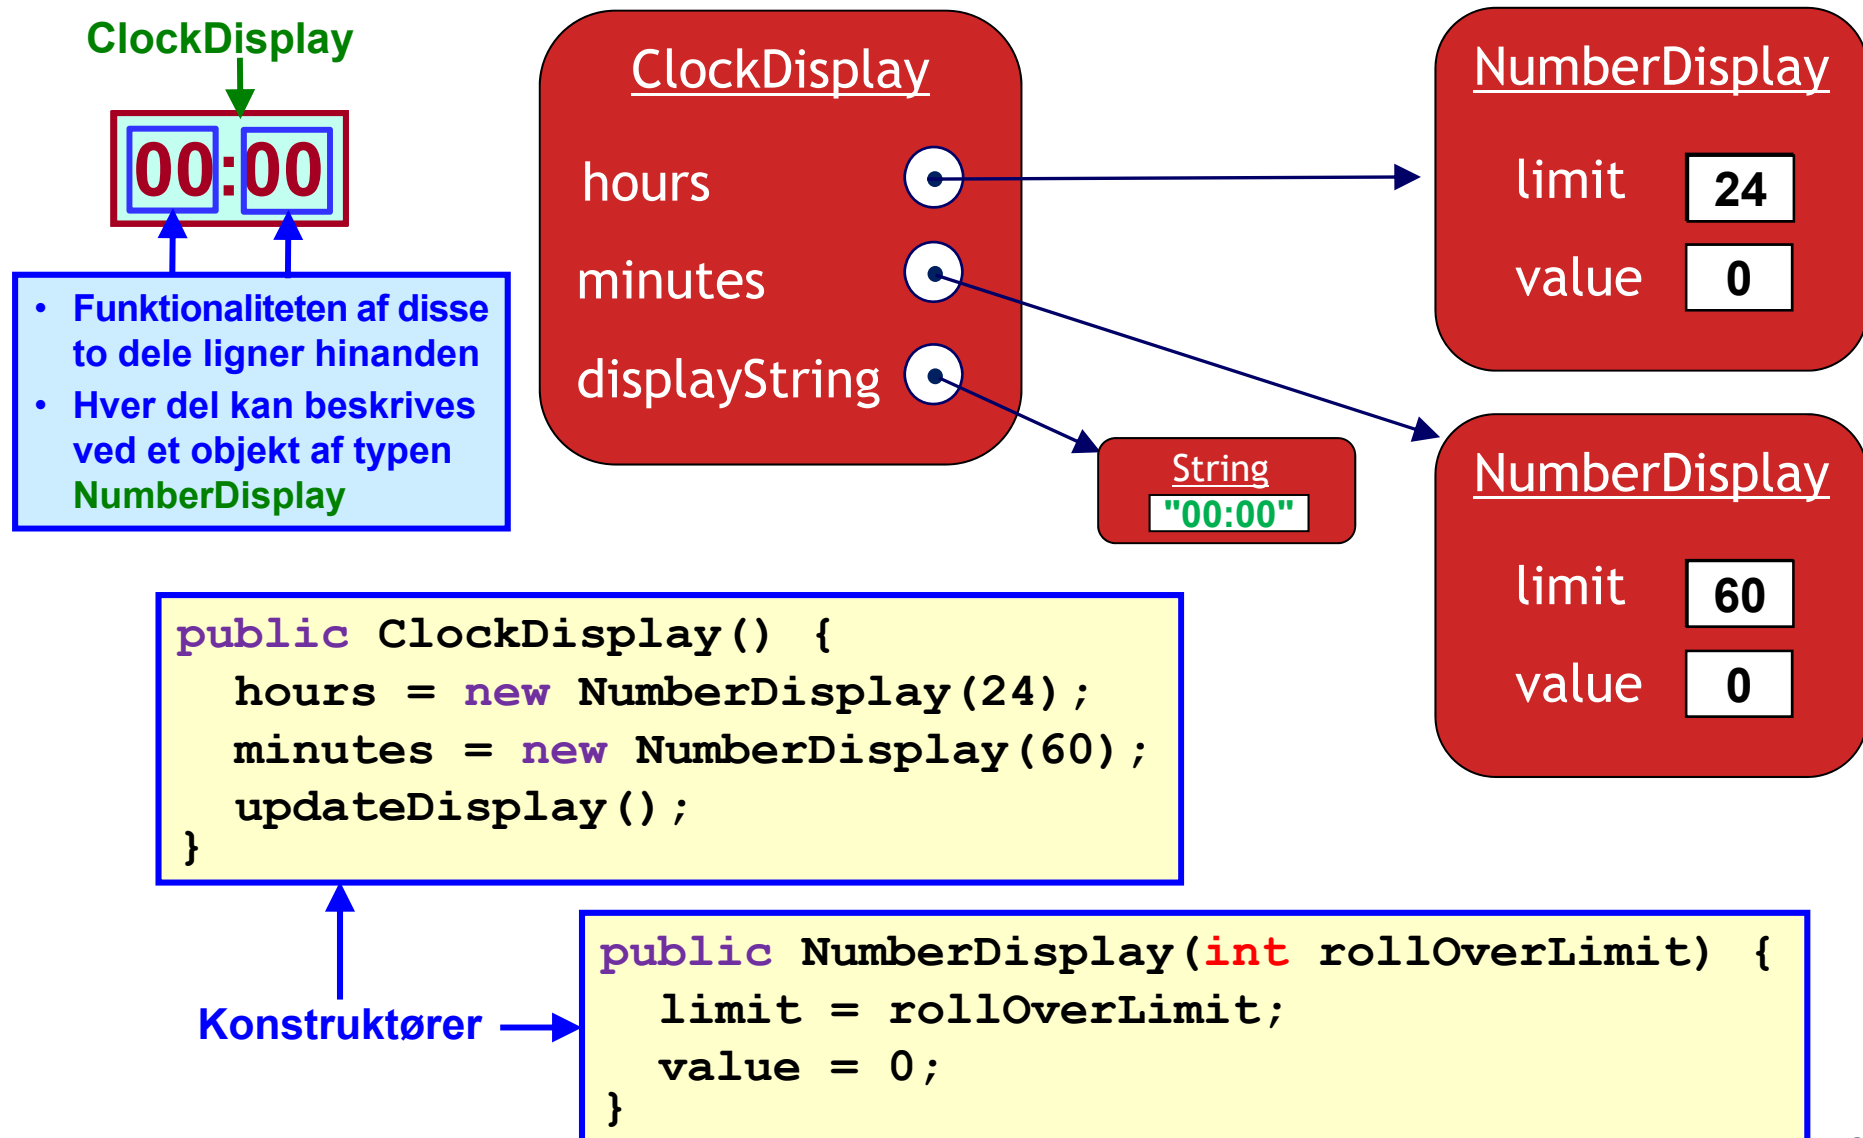 ClockDisplay
00:00
• Funktionaliteten af disse
to dele ligner hinanden
• Hver del kan beskrives
ved et objekt af typen
NumberDisplay
ClockDisplay
hours
minutes
displayString
String
"00:00"
NumberDisplay
limit 24
value 0
NumberDisplay
limit 60
value 0
public ClockDisplay() {
hours = new NumberDisplay(24);
minutes = new NumberDisplay(60);
updateDisplay();
}
Konstruktører
public NumberDisplay(int rollOverLimit) {
limit = rollOverLimit;
value = 0;
}